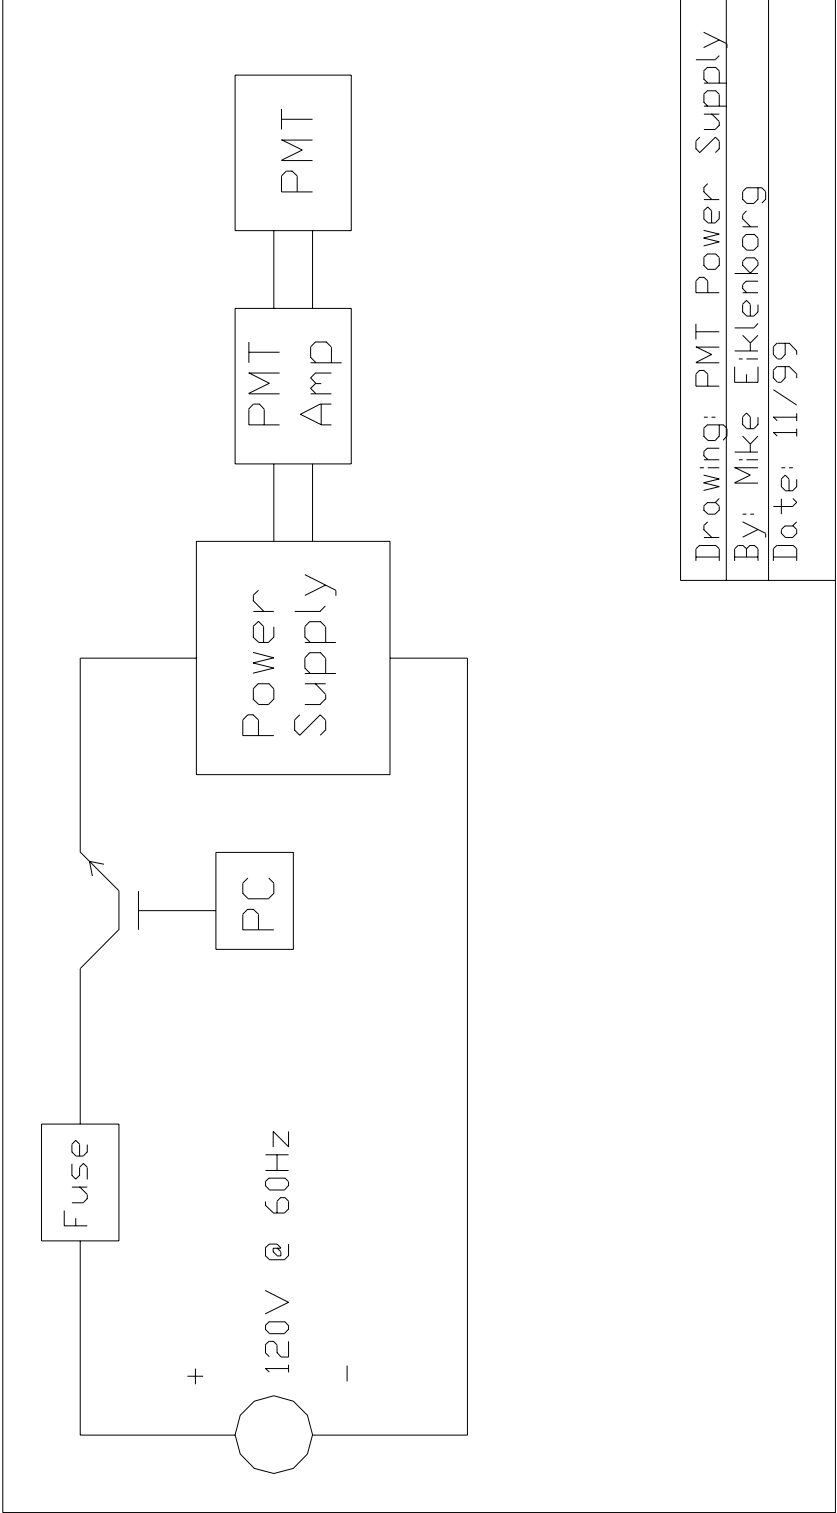 Fuse
+
120V @ 60Hz
-
PC
Power
Supply
PMT
Amp
PMT
Drawing: PMT Power Supply
By: Mike Eiklenborg
Date: 11/99